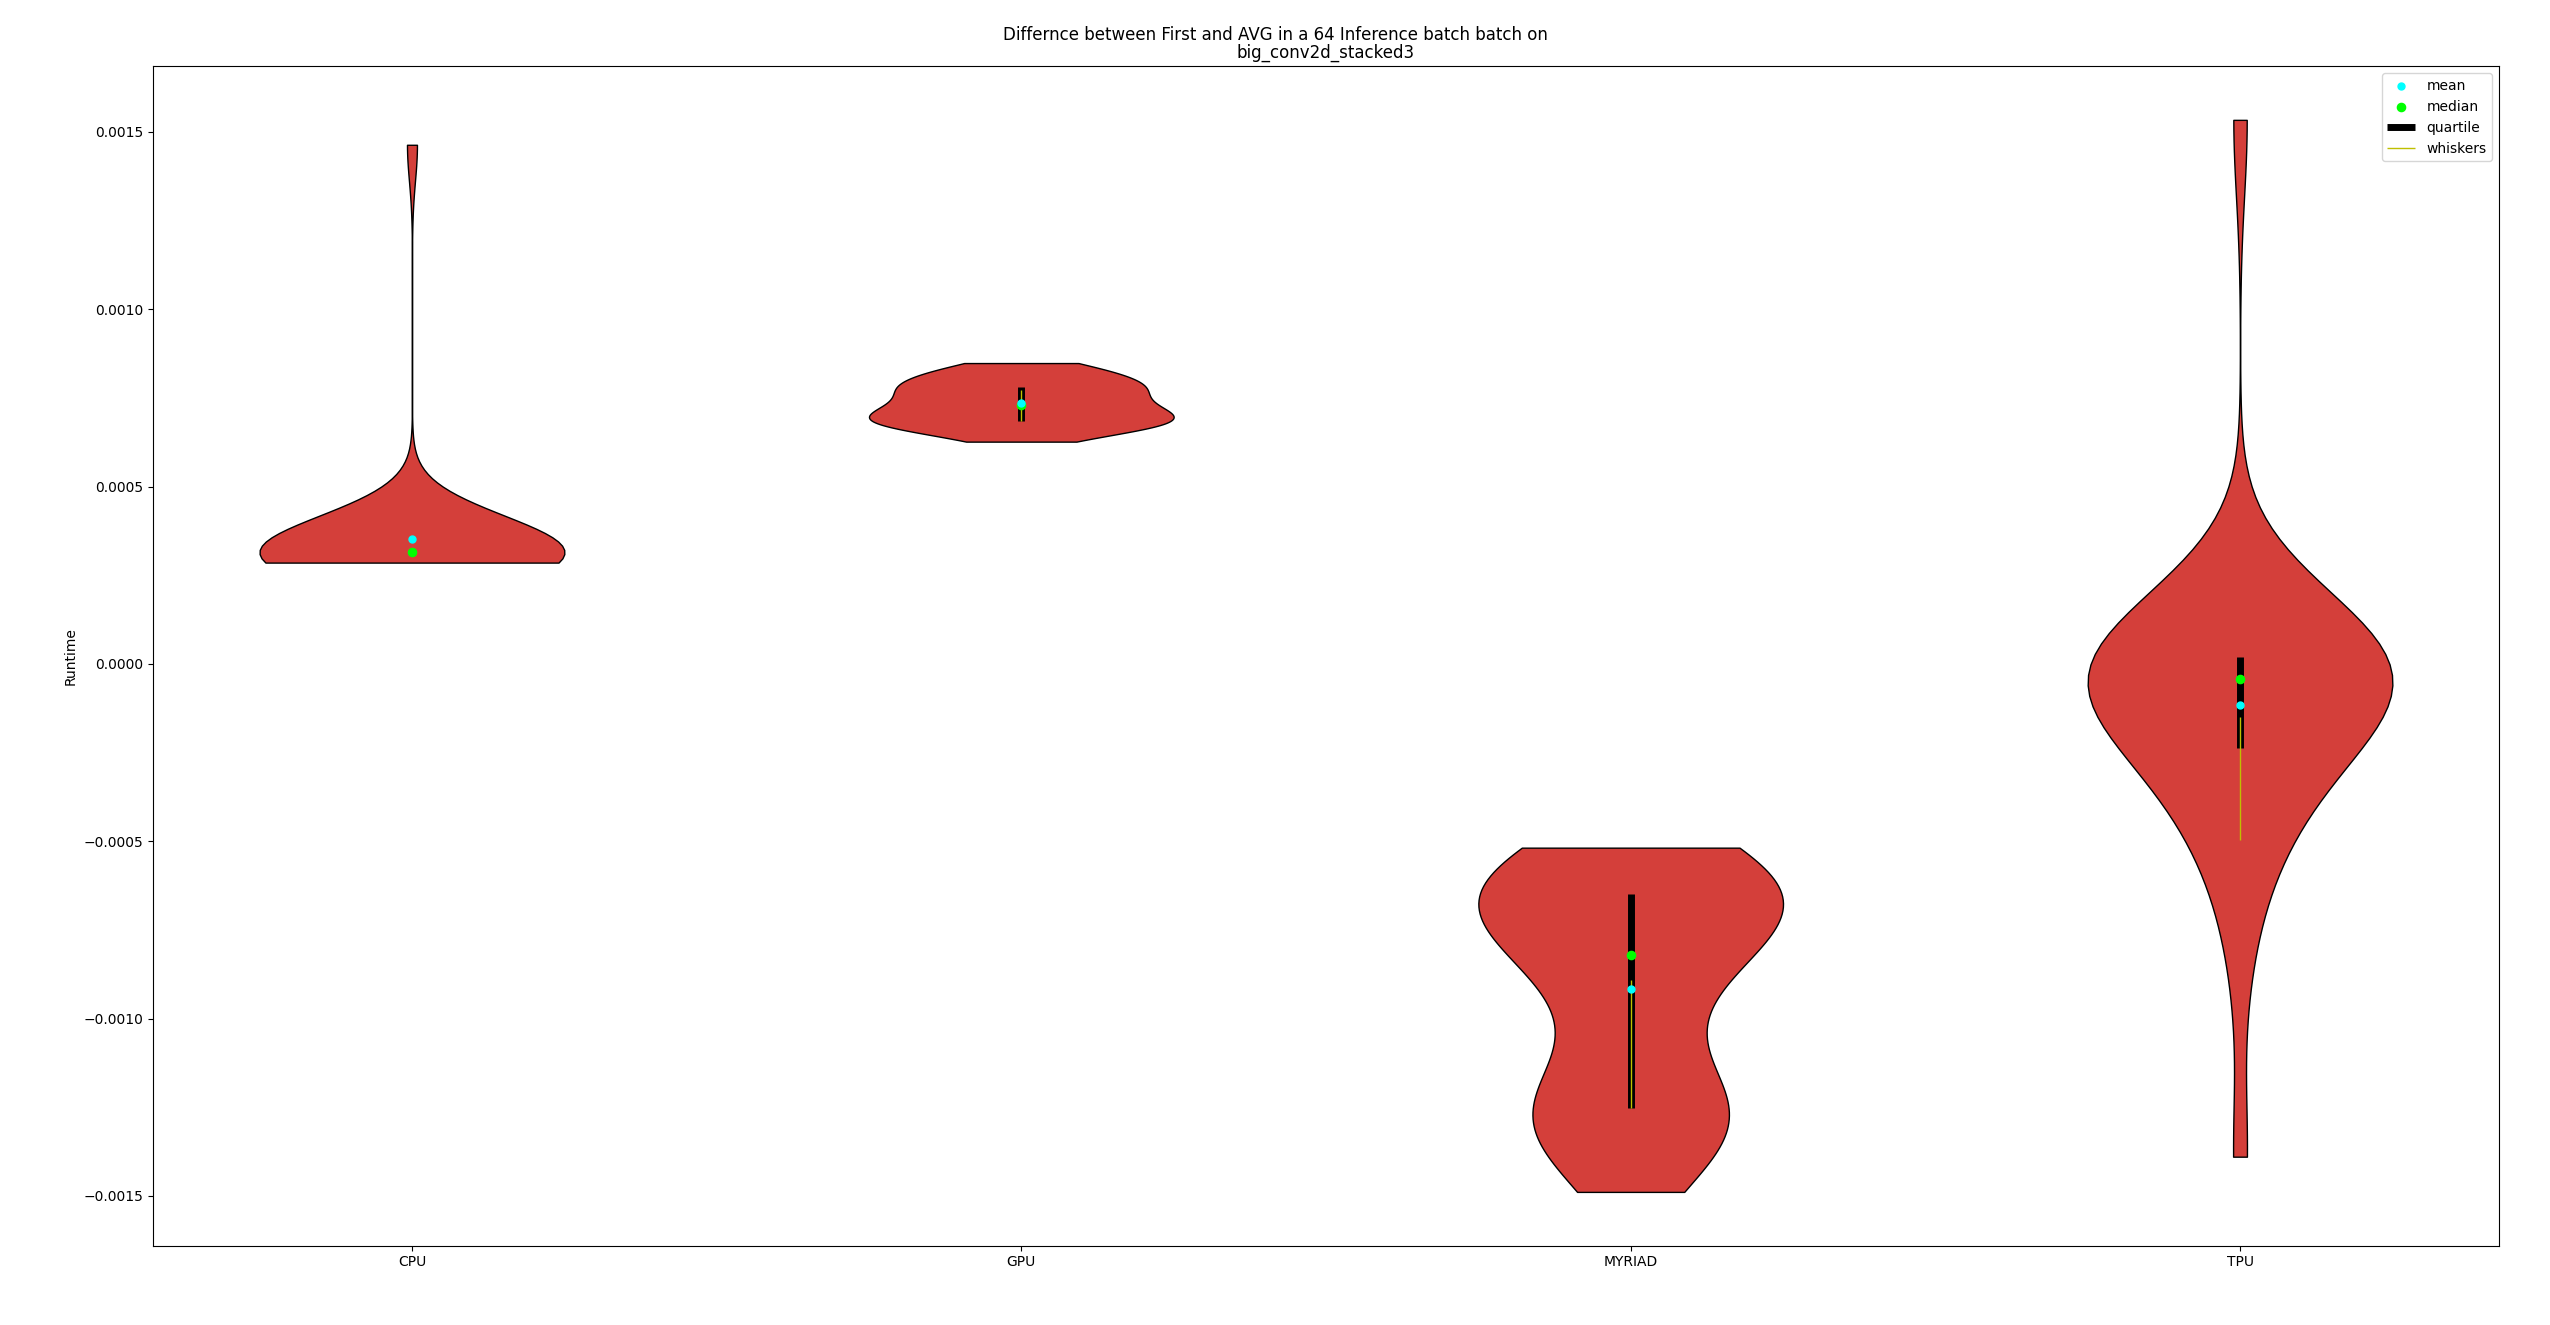 Differnce between First and AVG in a 64 Inference batch batch on
big_conv2d_stacked3
mean
median
quartile
whiskers
Runtime
0.0015
0.0010
0.0005
0.0000
−0.0005
−0.0010
−0.0015
CPU
GPU
MYRIAD
TPU